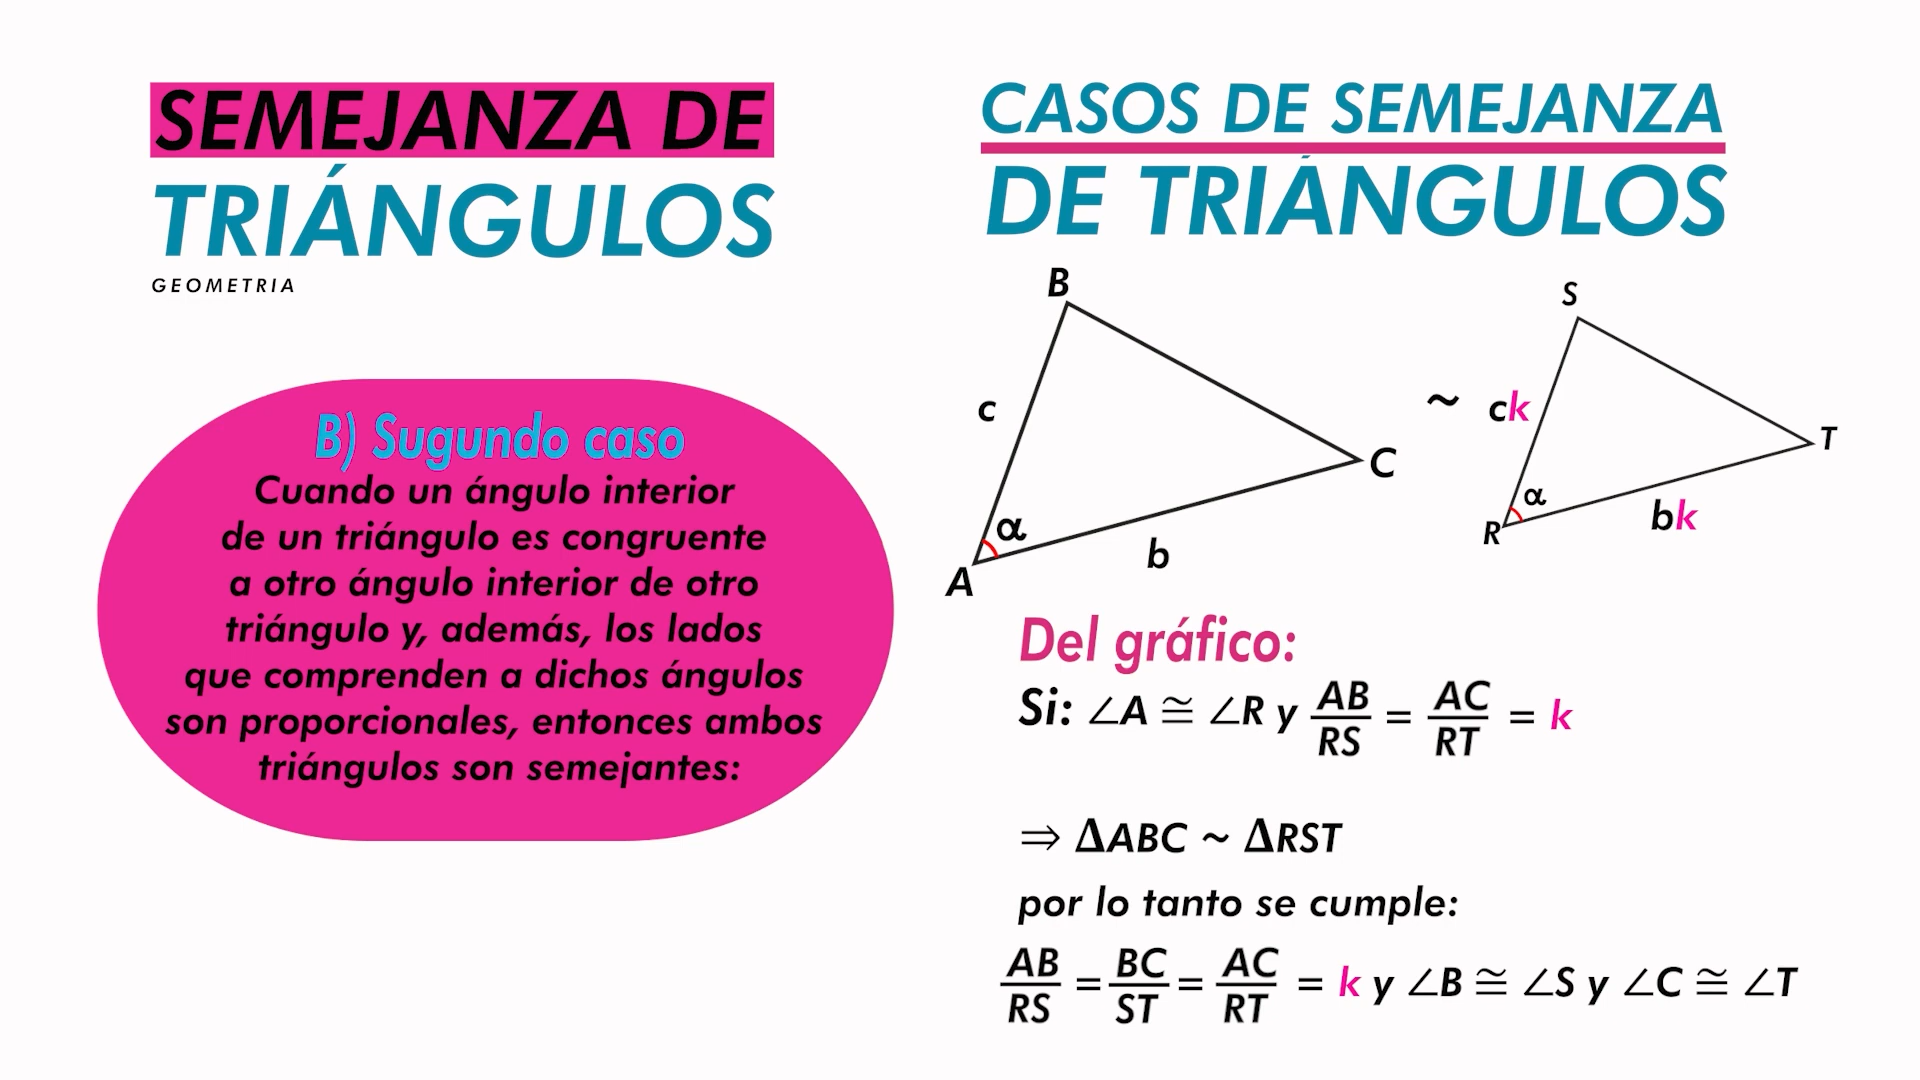 SEMEJANZA DE
TRIÁNGULOS
GEOMETRIA
B) Sugundo caso
Cuando un ángulo interior
de un triángulo es congruente
a otro ángulo interior de otro
triángulo y, además, los lados
que comprenden a dichos ángulos
son proporcionales, entonces ambos
triángulos son semejantes:
CASOS DE SEMEJANZA
DE TRIÁNGULOS
B
c
α
A
b
C
~
S
ck
α
R
bk
T
Del gráfico:
Si: ∠A ≅ ∠R y AB/RS = AC/RT = k
⇒ ΔABC ~ ΔRST
por lo tanto se cumple:
AB/RS = BC/ST = AC/RT = k y ∠B ≅ ∠S y ∠C ≅ ∠T